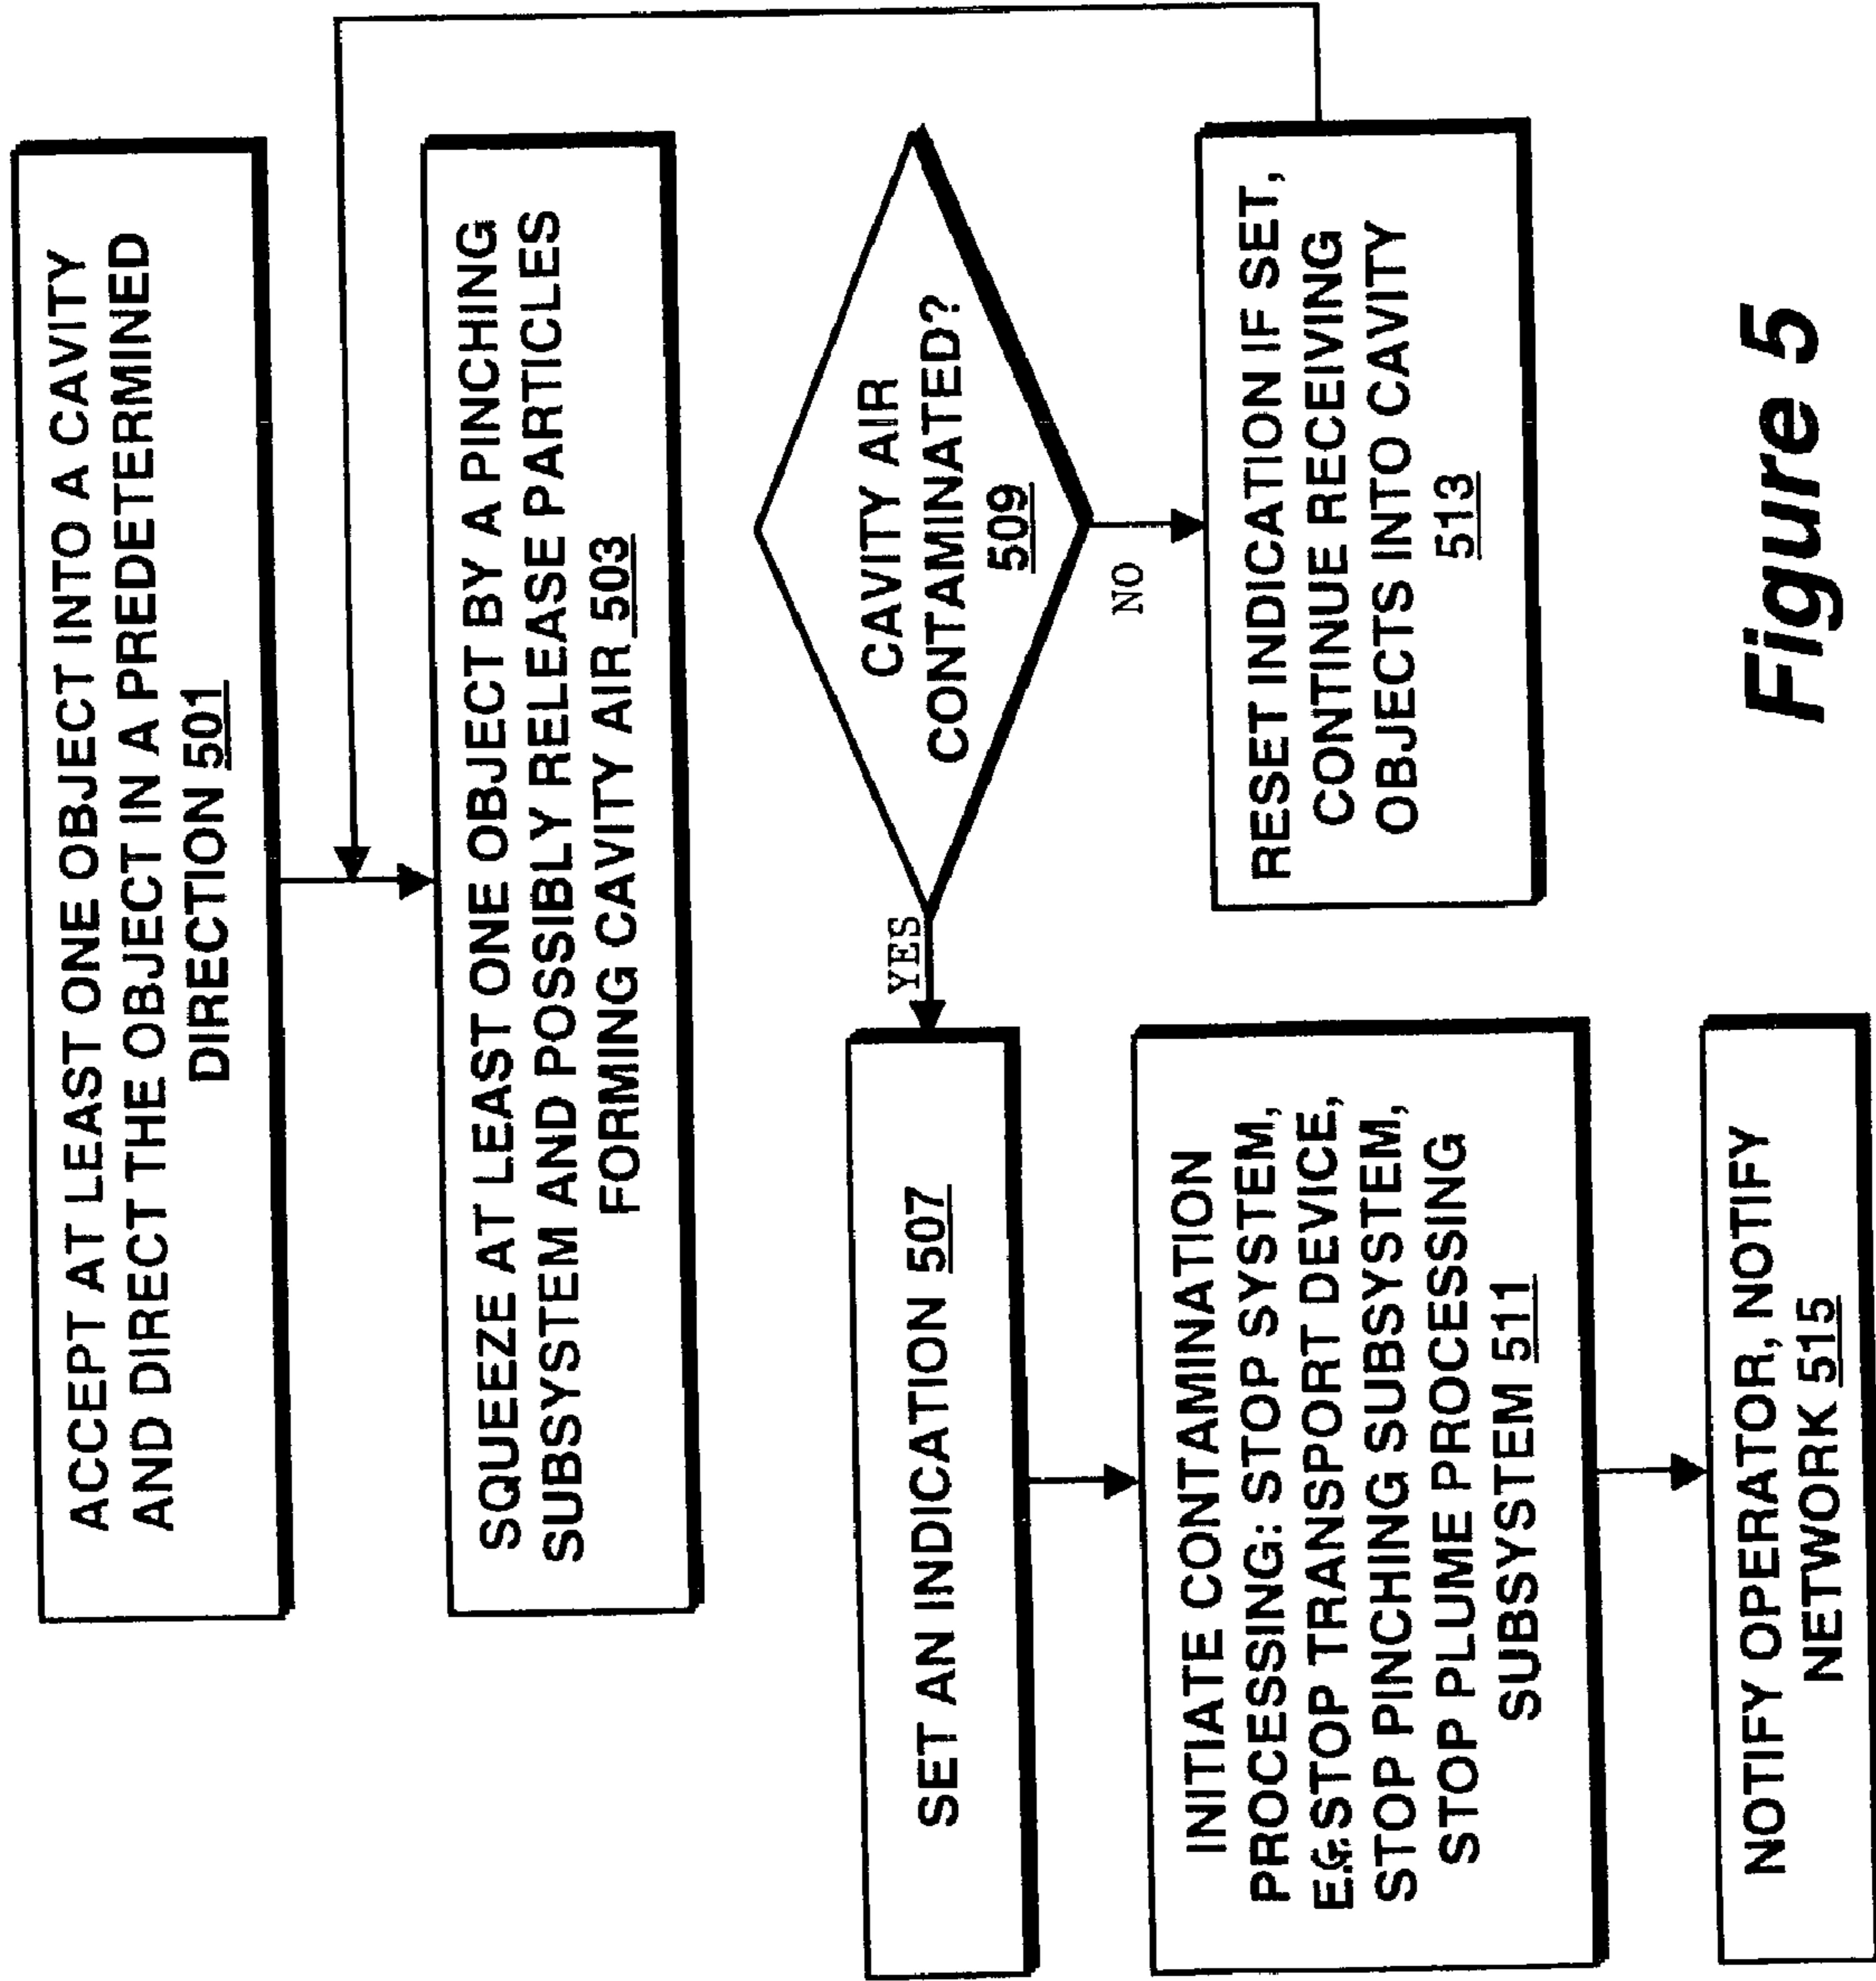 ACCEPT AT LEAST ONE OBJECT INTO A CAVITY
AND DIRECT THE OBJECT IN A PREDETERMINED
DIRECTION 501
SQUEEZE AT LEAST ONE OBJECT BY A PINCHING
SUBSYSTEM AND POSSIBLY RELEASE PARTICLES
FORMING CAVITY AIR 503
CAVITY AIR
CONTAMINATED?
509
YES
NO
SET AN INDICATION 507
RESET INDICATION IF SET,
CONTINUE RECEIVING
OBJECTS INTO CAVITY
513
INITIATE CONTAMINATION
PROCESSING: STOP SYSTEM,
E.G. STOP TRANSPORT DEVICE,
STOP PINCHING SUBSYSTEM,
STOP PLUME PROCESSING
SUBSYSTEM 511
NOTIFY OPERATOR, NOTIFY
NETWORK 515
Figure 5